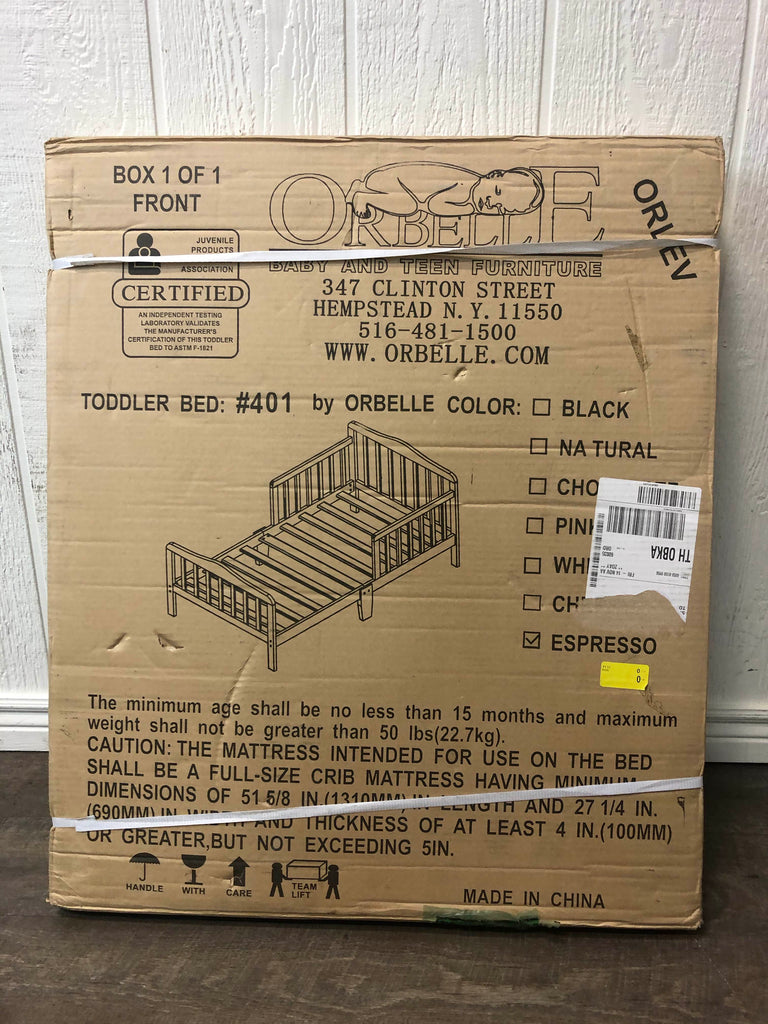 BOX 1 OF 1
FRONT
ORBELLE
BABY AND TEEN FURNITURE
347 CLINTON STREET
HEMPSTEAD N.Y. 11550
516-481-1500
WWW.ORBELLE.COM
ORLEV
JUVENILE
PRODUCTS
ASSOCIATION
CERTIFIED
AN INDEPENDENT TESTING
LABORATORY VALIDATES
THE MANUFACTURER'S
CERTIFICATION OF THIS TODDLER
BED TO ASTM F-1821
TODDLER BED: #401 by ORBELLE COLOR: BLACK
NATURAL
CHO
PINK
WHI
CH
ESPRESSO
TH OBKA
The minimum age shall be no less than 15 months and maximum
weight shall not be greater than 50 lbs(22.7kg).
CAUTION: THE MATTRESS INTENDED FOR USE ON THE BED
SHALL BE A FULL-SIZE CRIB MATTRESS HAVING MINIMUM
DIMENSIONS OF 51 5/8 IN.(1310MM) IN LENGTH AND 27 1/4 IN.
(690MM) IN WIDTH AND THICKNESS OF AT LEAST 4 IN.(100MM)
OR GREATER,BUT NOT EXCEEDING 5IN.
HANDLE WITH CARE TEAM LIFT
MADE IN CHINA